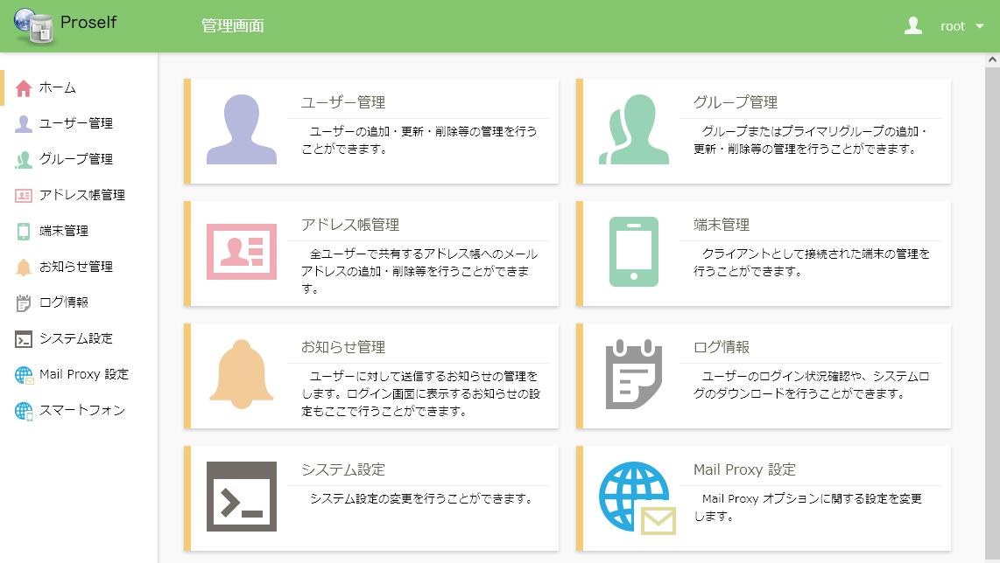 Proself
管理画面
root
ホーム
ユーザー管理
グループ管理
アドレス帳管理
端末管理
お知らせ管理
ログ情報
システム設定
Mail Proxy 設定
スマートフォン
ユーザー管理
ユーザーの追加・更新・削除等の管理を行う
ことができます。
グループ管理
グループまたはプライマリグループの追加・
更新・削除等の管理を行うことができます。
アドレス帳管理
全ユーザーで共有するアドレス帳へのメール
アドレスの追加・削除等を行うことができま
す。
端末管理
クライアントとして接続された端末の管理を
行うことができます。
お知らせ管理
ユーザーに対して送信するお知らせの管理を
します。ログイン画面に表示するお知らせの設
定もここで行うことができます。
ログ情報
ユーザーのログイン状況確認や、システムロ
グのダウンロードを行うことができます。
システム設定
システム設定の変更を行うことができます。
Mail Proxy 設定
Mail Proxy オプションに関する設定を変更
します。